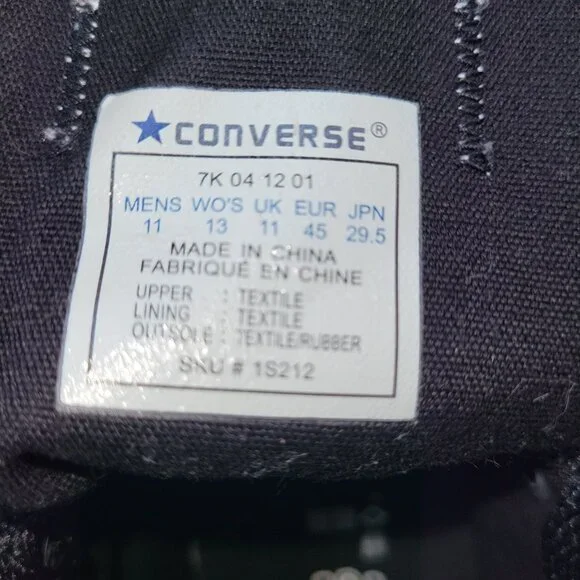 ★CONVERSE®
7K 04 12 01
MENS WO'S UK EUR JPN
11 13 11 45 29.5
MADE IN CHINA
FABRIQUÉ EN CHINE
UPPER : TEXTILE
LINING : TEXTILE
OUTSOLE : TEXTILE/RUBBER
SKU # 1S212